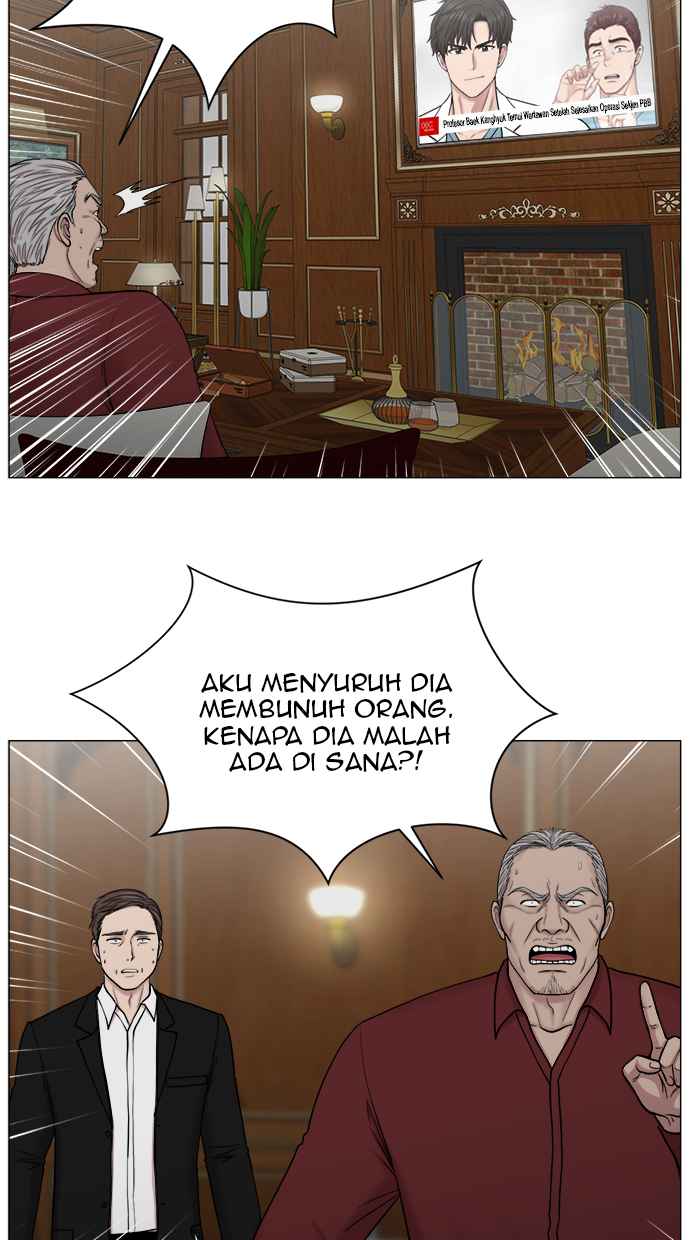 Profesor Baek Kanghyuk Temui Wartawan Setelah Selesaikan Operasi Sekjen PBB
AKU MENYURUH DIA
MEMBUNUH ORANG.
KENAPA DIA MALAH
ADA DI SANA?!